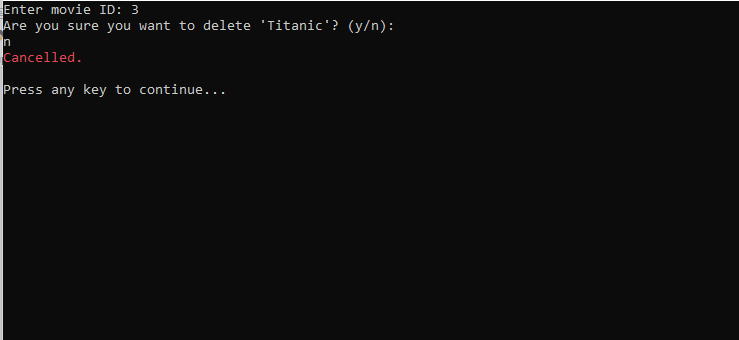 Enter movie ID: 3
Are you sure you want to delete 'Titanic'? (y/n):
n
Cancelled.
Press any key to continue...